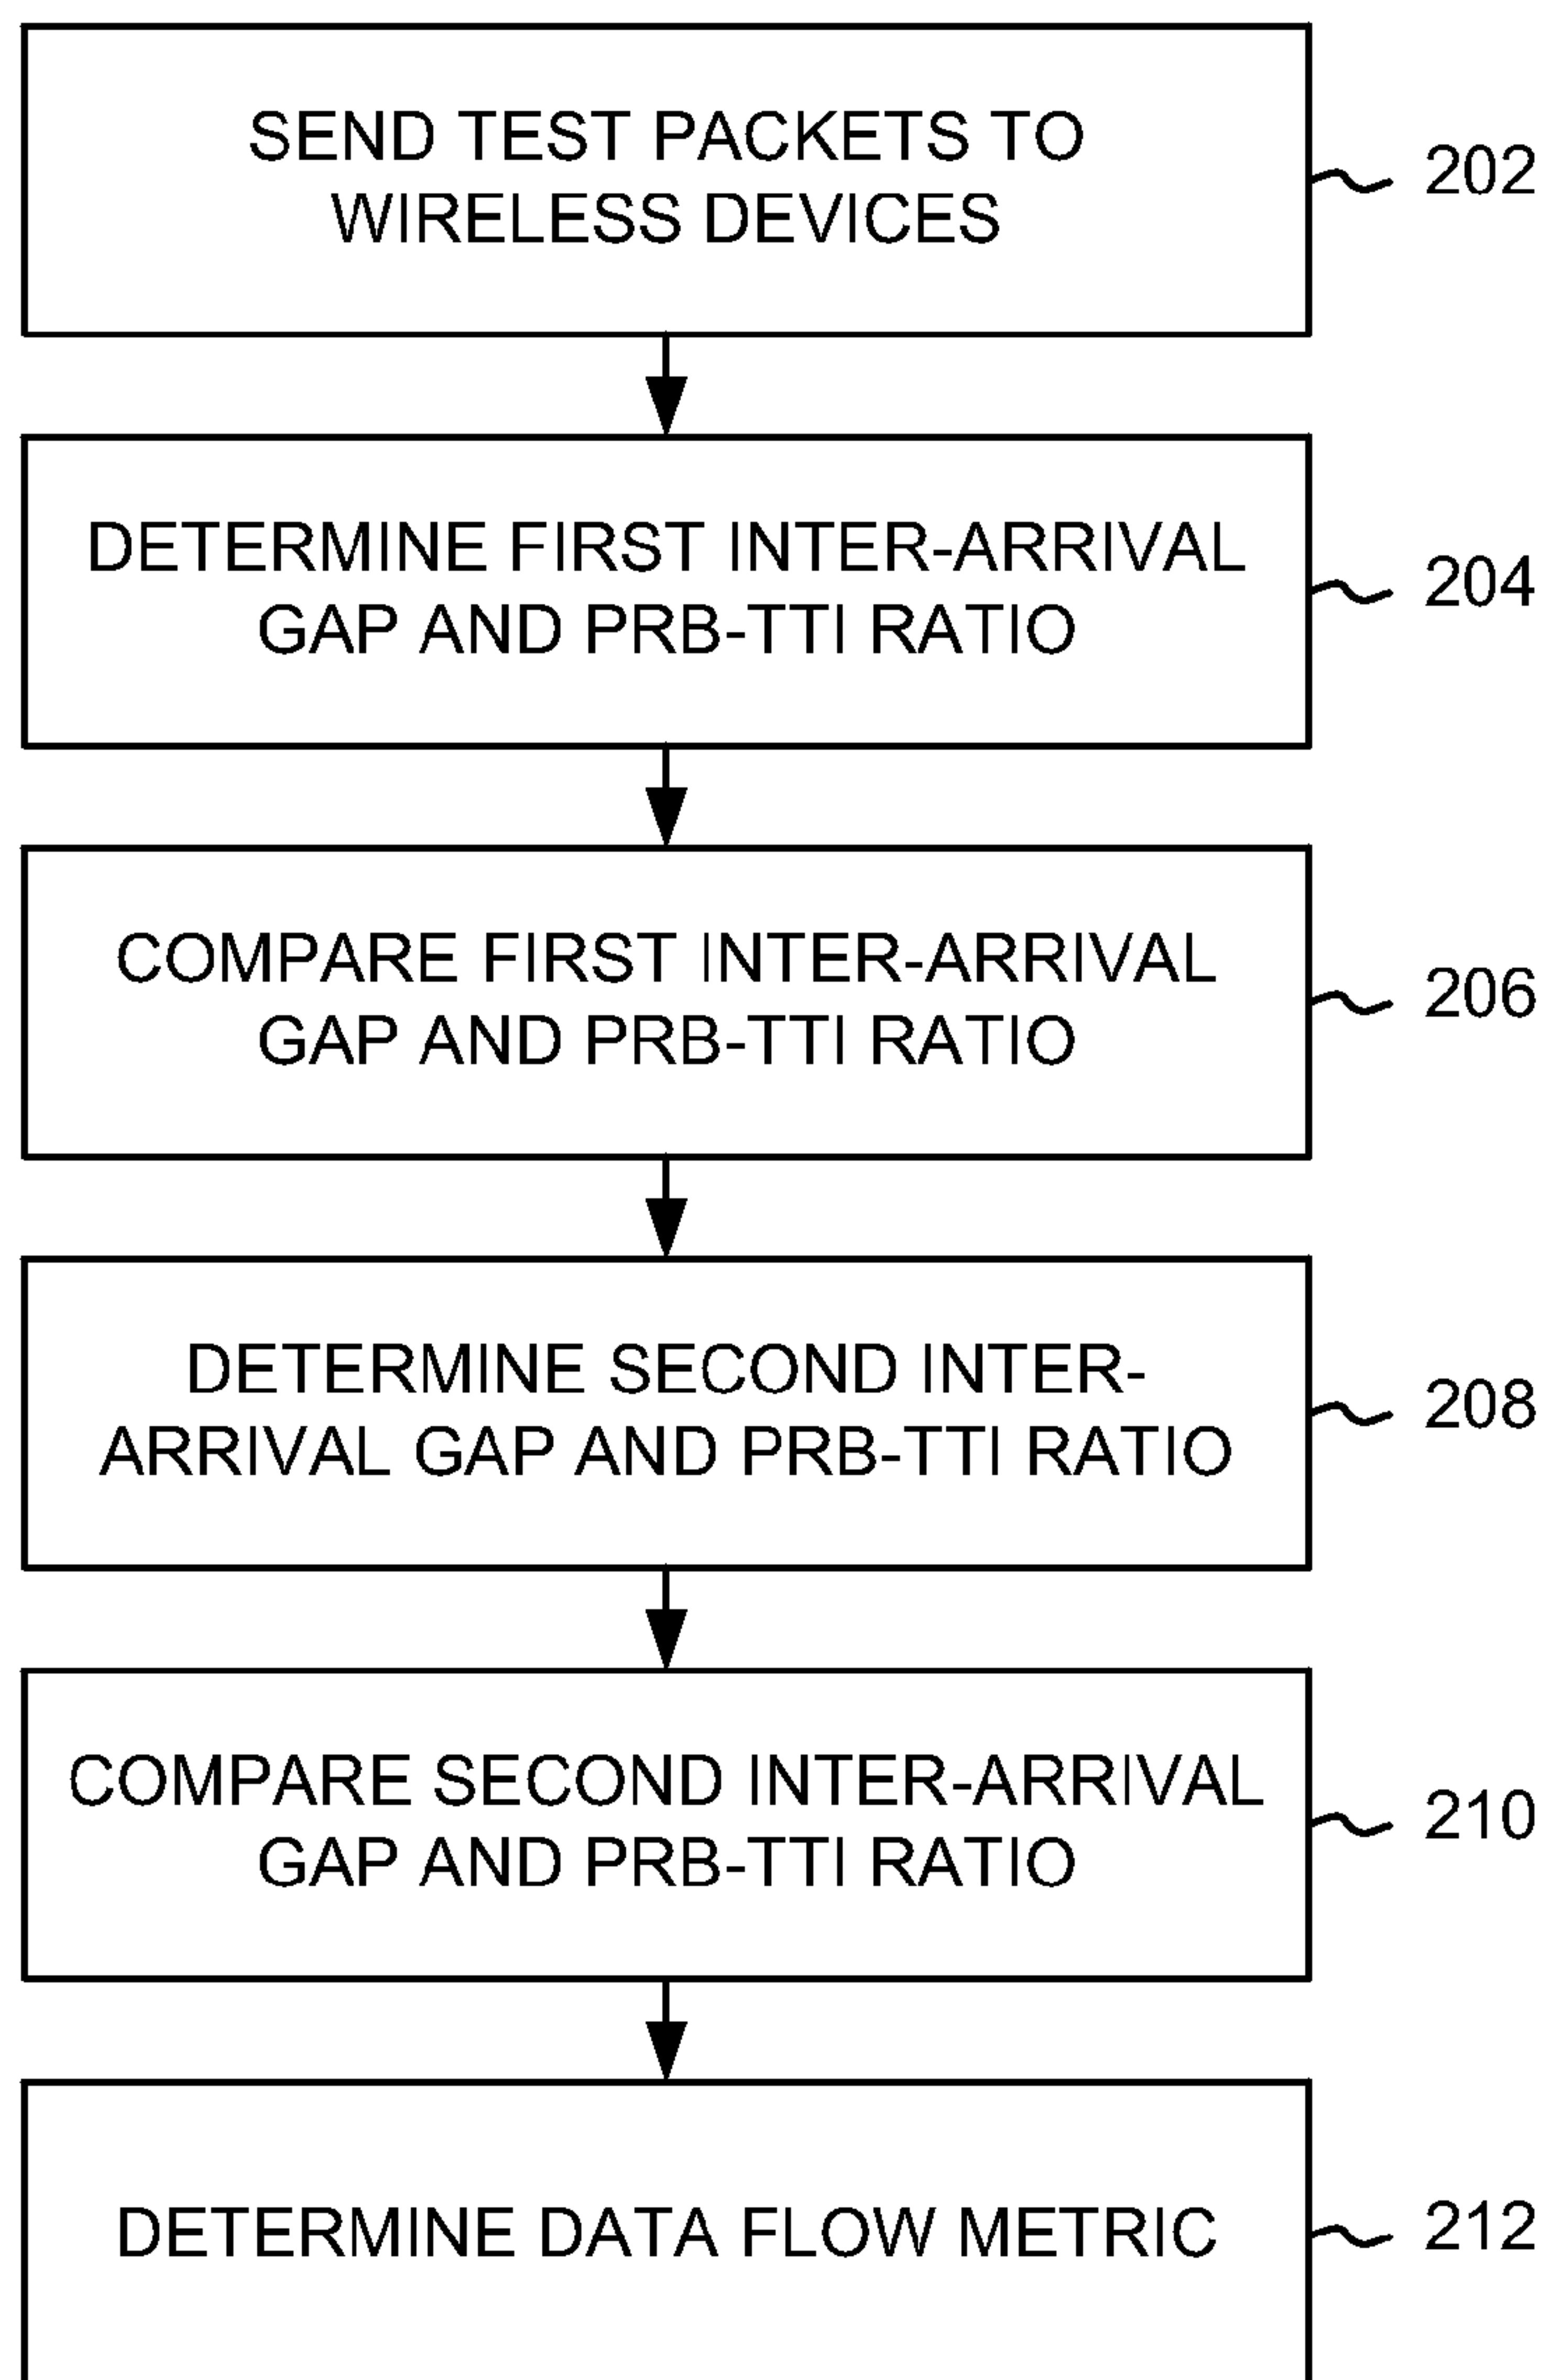 SEND TEST PACKETS TO
WIRELESS DEVICES
202
DETERMINE FIRST INTER-ARRIVAL
GAP AND PRB-TTI RATIO
204
COMPARE FIRST INTER-ARRIVAL
GAP AND PRB-TTI RATIO
206
DETERMINE SECOND INTER-
ARRIVAL GAP AND PRB-TTI RATIO
208
COMPARE SECOND INTER-ARRIVAL
GAP AND PRB-TTI RATIO
210
DETERMINE DATA FLOW METRIC
212